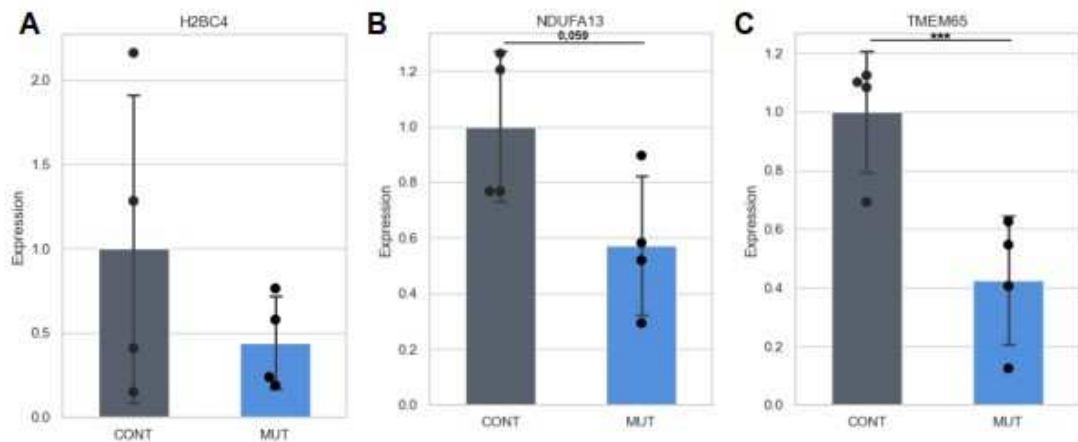 A
H2BC4
Expression
2.0
1.5
1.0
0.5
0.0
CONT
MUT
B
NDUFA13
0,059
Expression
1.2
1.0
0.8
0.6
0.4
0.2
0.0
CONT
MUT
C
TMEM65
***
Expression
1.2
1.0
0.8
0.6
0.4
0.2
0.0
CONT
MUT